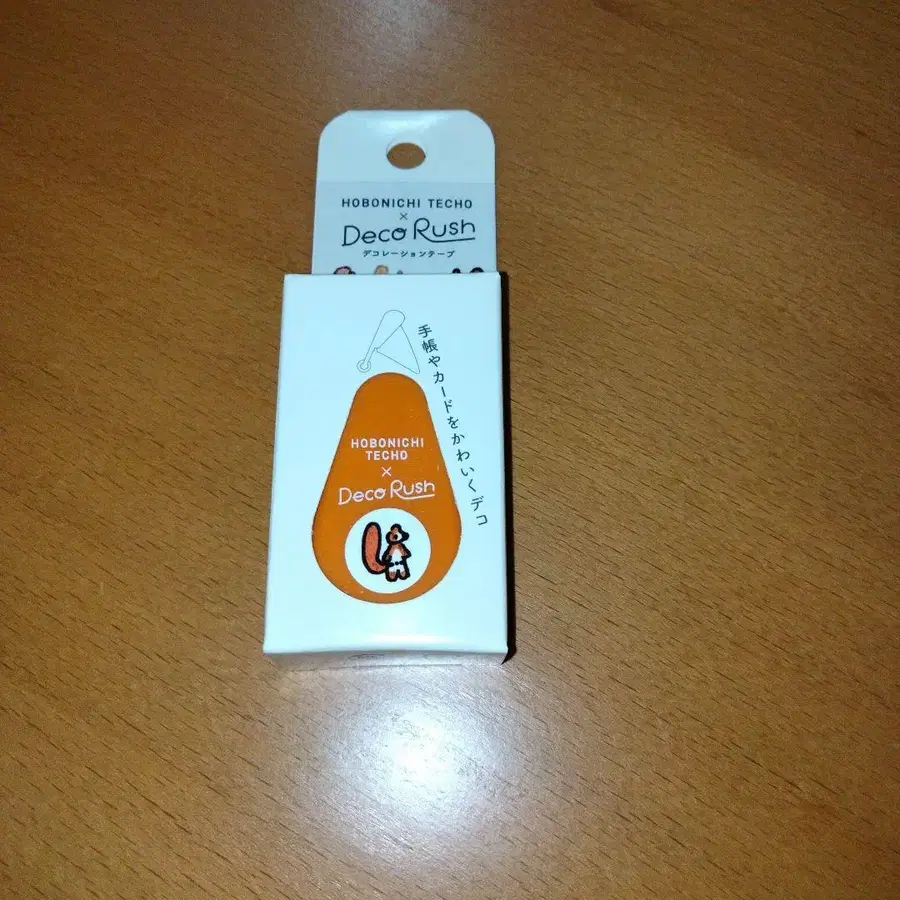 HOBONICHI TECHO
×
Deco Rush
デコレーションテープ
手帳やカードをかわいくデコ
HOBONICHI
TECHO
×
Deco Rush